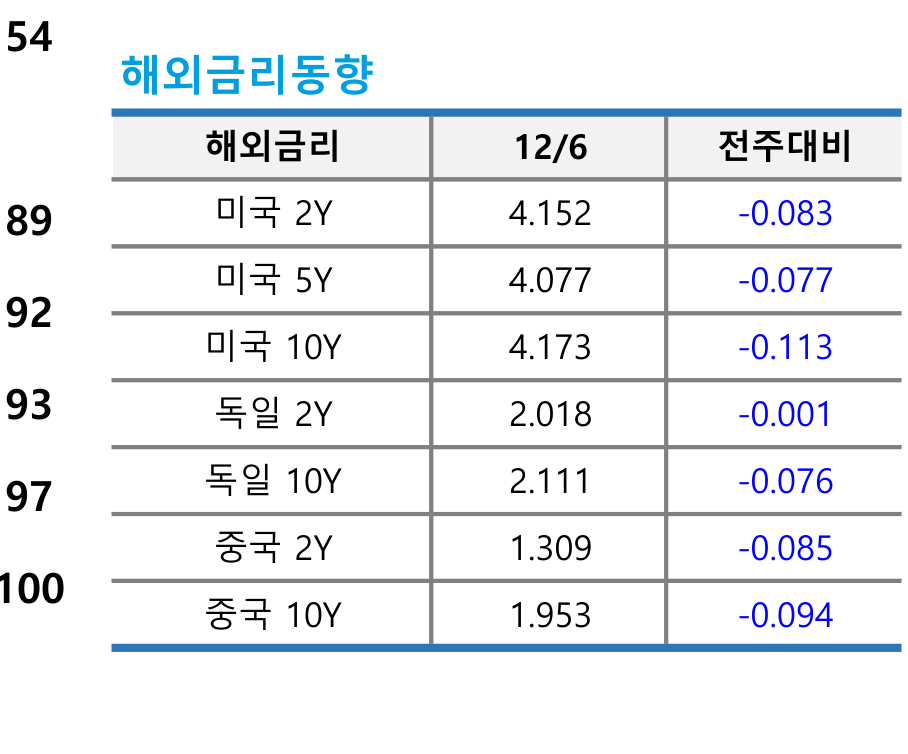 54
해외금리동향
해외금리 12/6 전주대비
미국 2Y 4.152 -0.083
89
미국 5Y 4.077 -0.077
92
미국 10Y 4.173 -0.113
93
독일 2Y 2.018 -0.001
97
독일 10Y 2.111 -0.076
중국 2Y 1.309 -0.085
100
중국 10Y 1.953 -0.094